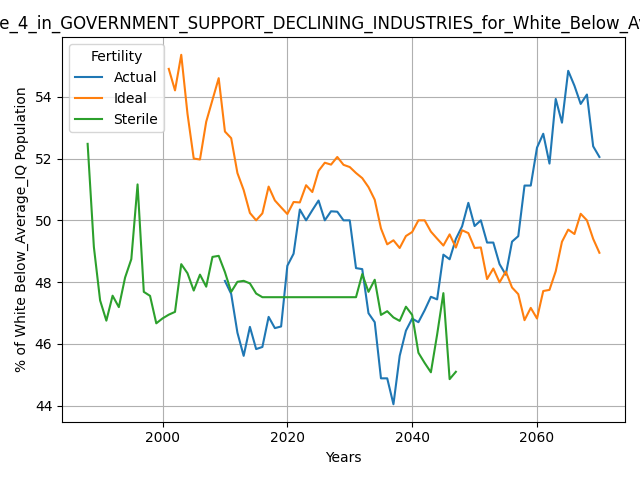 e_4_in_GOVERNMENT_SUPPORT_DECLINING_INDUSTRIES_for_White_Below_Av
Fertility
Actual
Ideal
Sterile
% of White Below_Average_IQ Population
54
52
50
48
46
44
2000
2020
2040
2060
Years